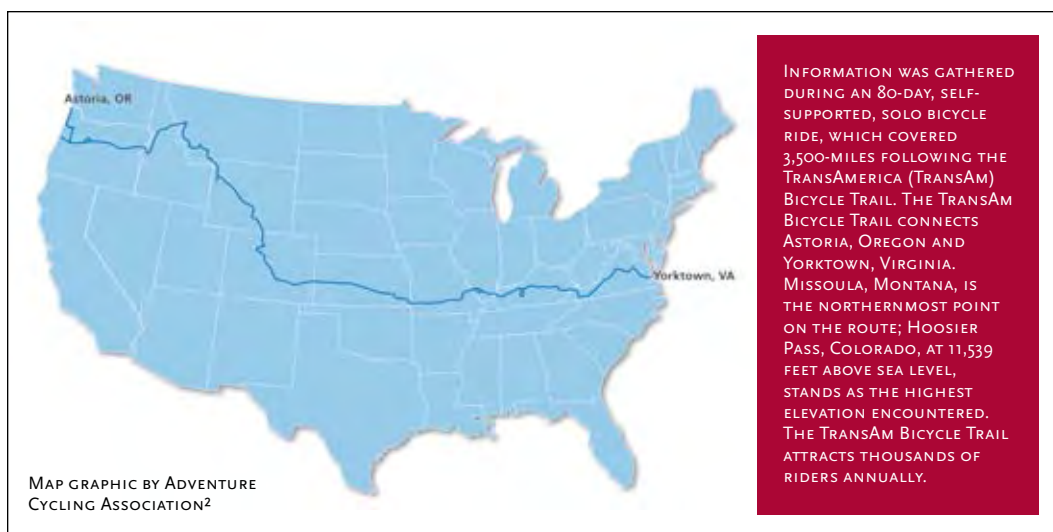 Astoria, OR
Yorktown, VA
Map graphic by Adventure
Cycling Association²
Information was gathered
during an 80-day, self-
supported, solo bicycle
ride, which covered
3,500-miles following the
TransAmerica (TransAm)
Bicycle Trail. The TransAm
Bicycle Trail connects
Astoria, Oregon and
Yorktown, Virginia.
Missoula, Montana, is
the northernmost point
on the route; Hoosier
Pass, Colorado, at 11,539
feet above sea level,
stands as the highest
elevation encountered.
The TransAm Bicycle Trail
attracts thousands of
riders annually.